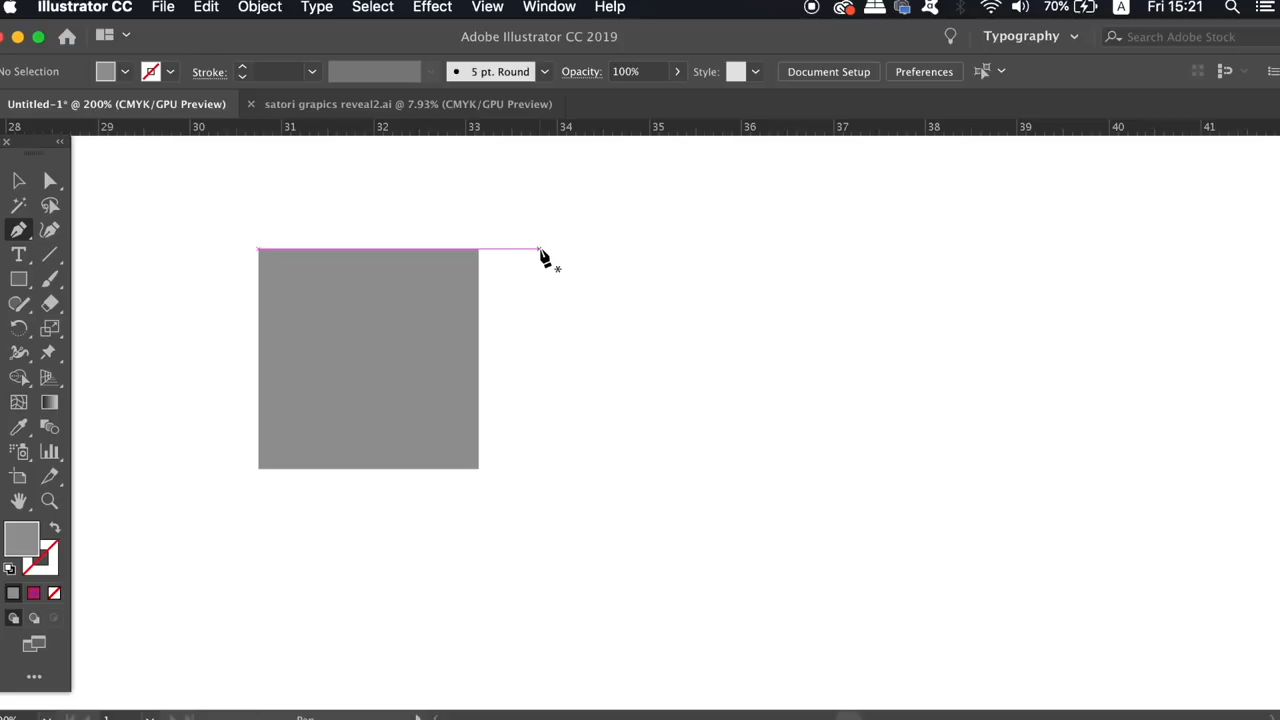 Illustrator CC File Edit Object Type Select Effect View Window Help 70% A Fri 15:21
Adobe Illustrator CC 2019 Typography Search Adobe Stock
No Selection Stroke: 5 pt. Round Opacity: 100% Style: Document Setup Preferences
Untitled-1* @ 200% (CMYK/GPU Preview) satori grapics reveal2.ai @ 7.93% (CMYK/GPU Preview)
28 29 30 31 32 33 34 35 36 37 38 39 40 41